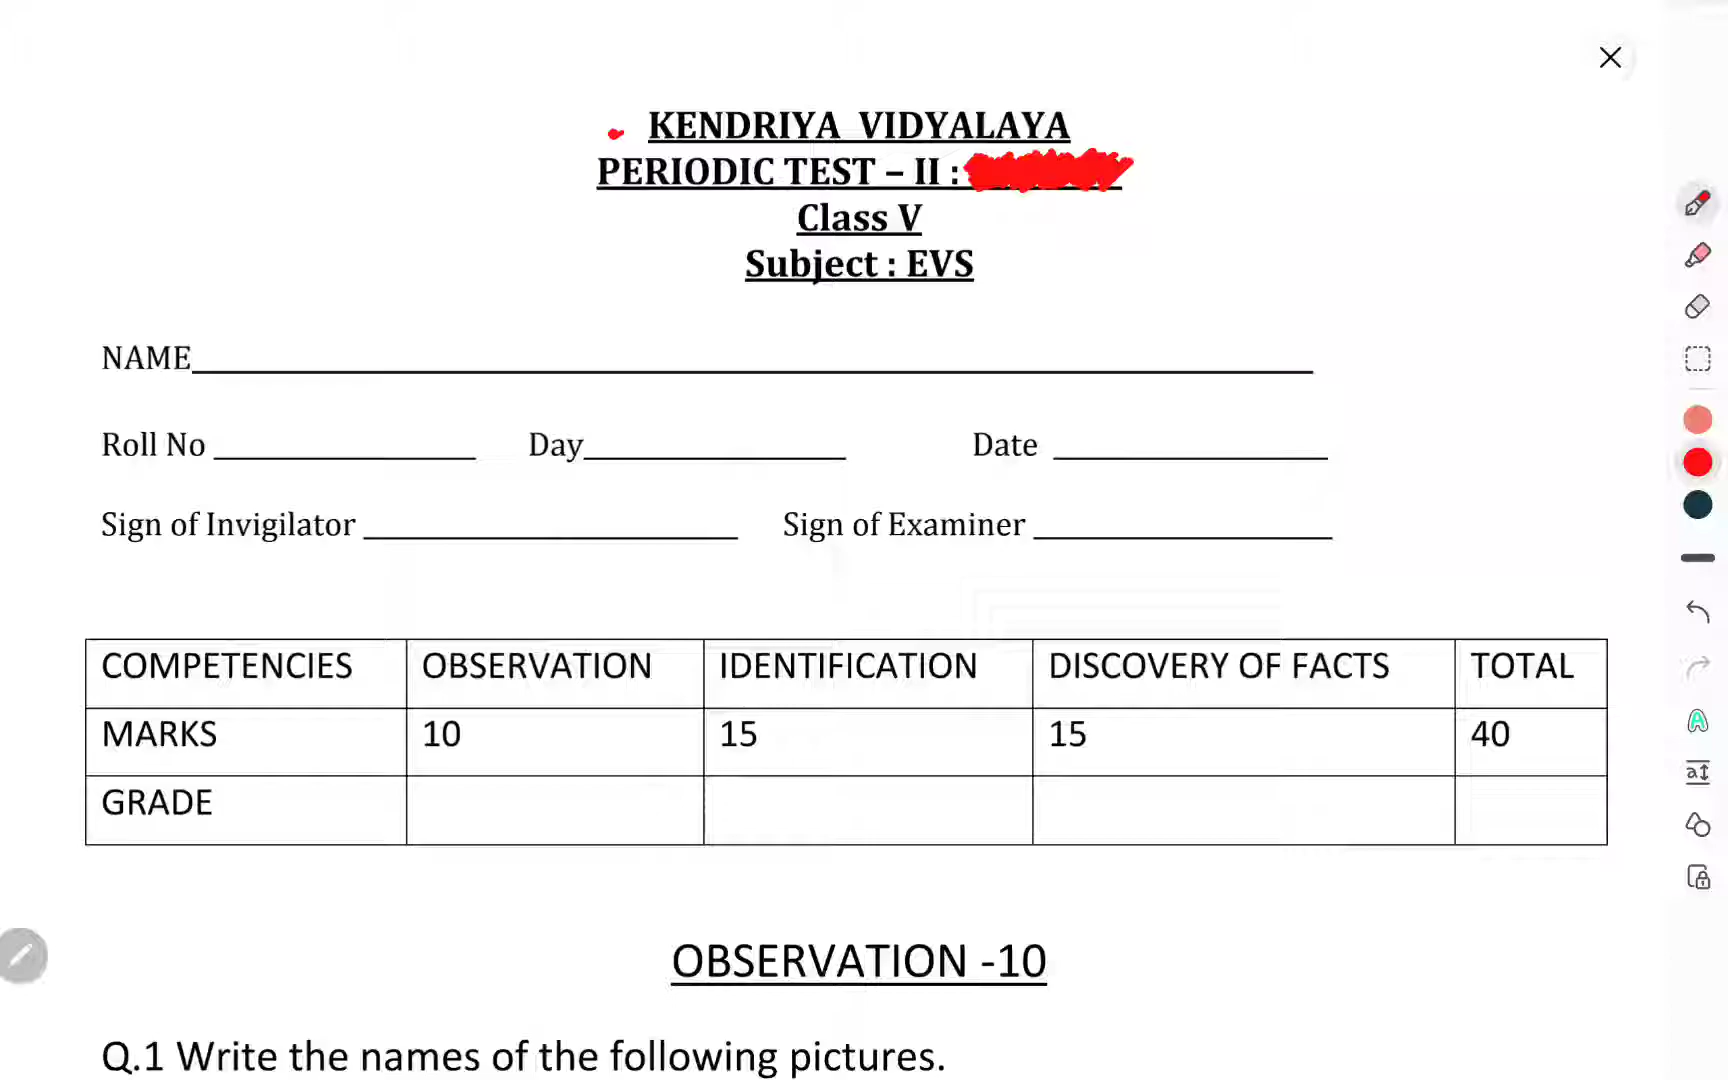 KENDRIYA VIDYALAYA
PERIODIC TEST – II :
Class V
Subject : EVS
NAME
Roll No Day Date
Sign of Invigilator Sign of Examiner
COMPETENCIES OBSERVATION IDENTIFICATION DISCOVERY OF FACTS TOTAL
MARKS 10 15 15 40
GRADE
OBSERVATION -10
Q.1 Write the names of the following pictures.